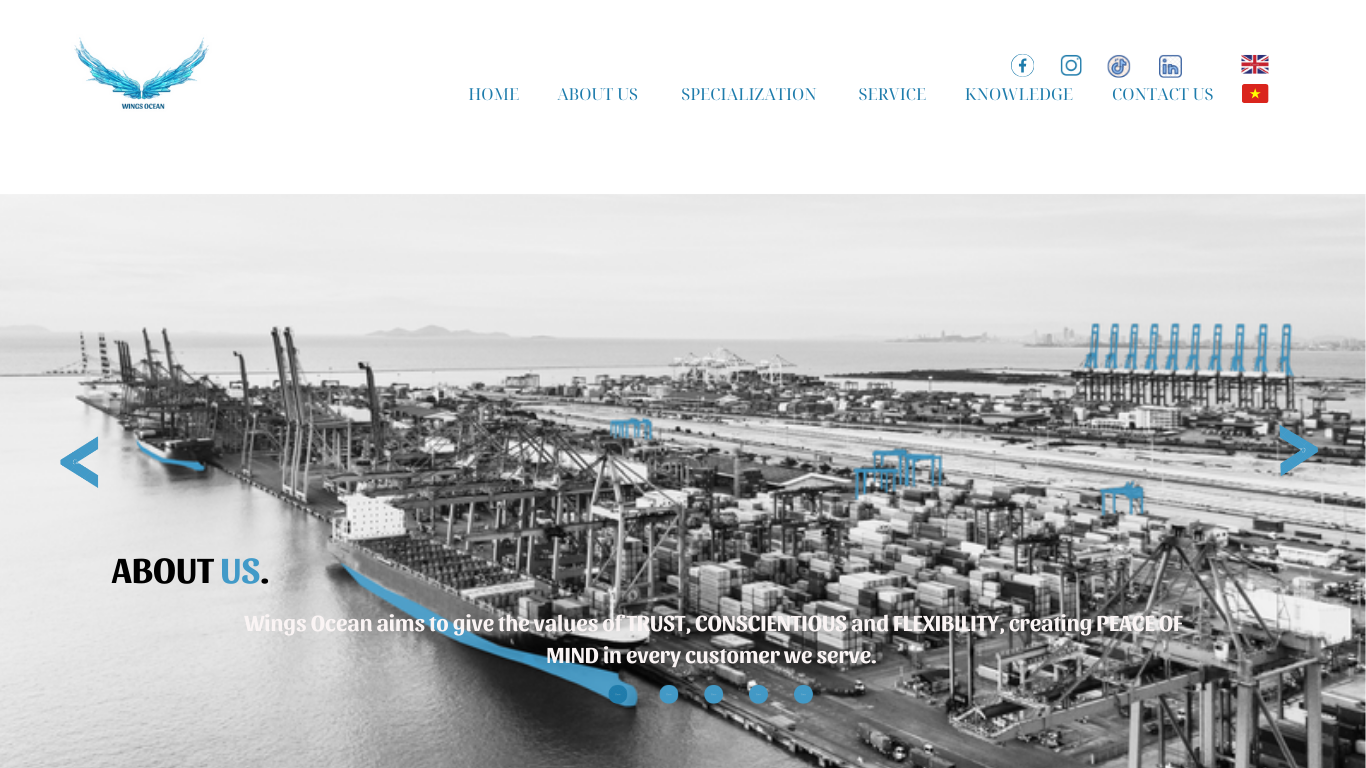 WINGS OCEAN
HOME
ABOUT US
SPECIALIZATION
SERVICE
KNOWLEDGE
CONTACT US
ABOUT US.
Wings Ocean aims to give the values of TRUST, CONSCIENTIOUS and FLEXIBILITY, creating PEACE OF
MIND in every customer we serve.